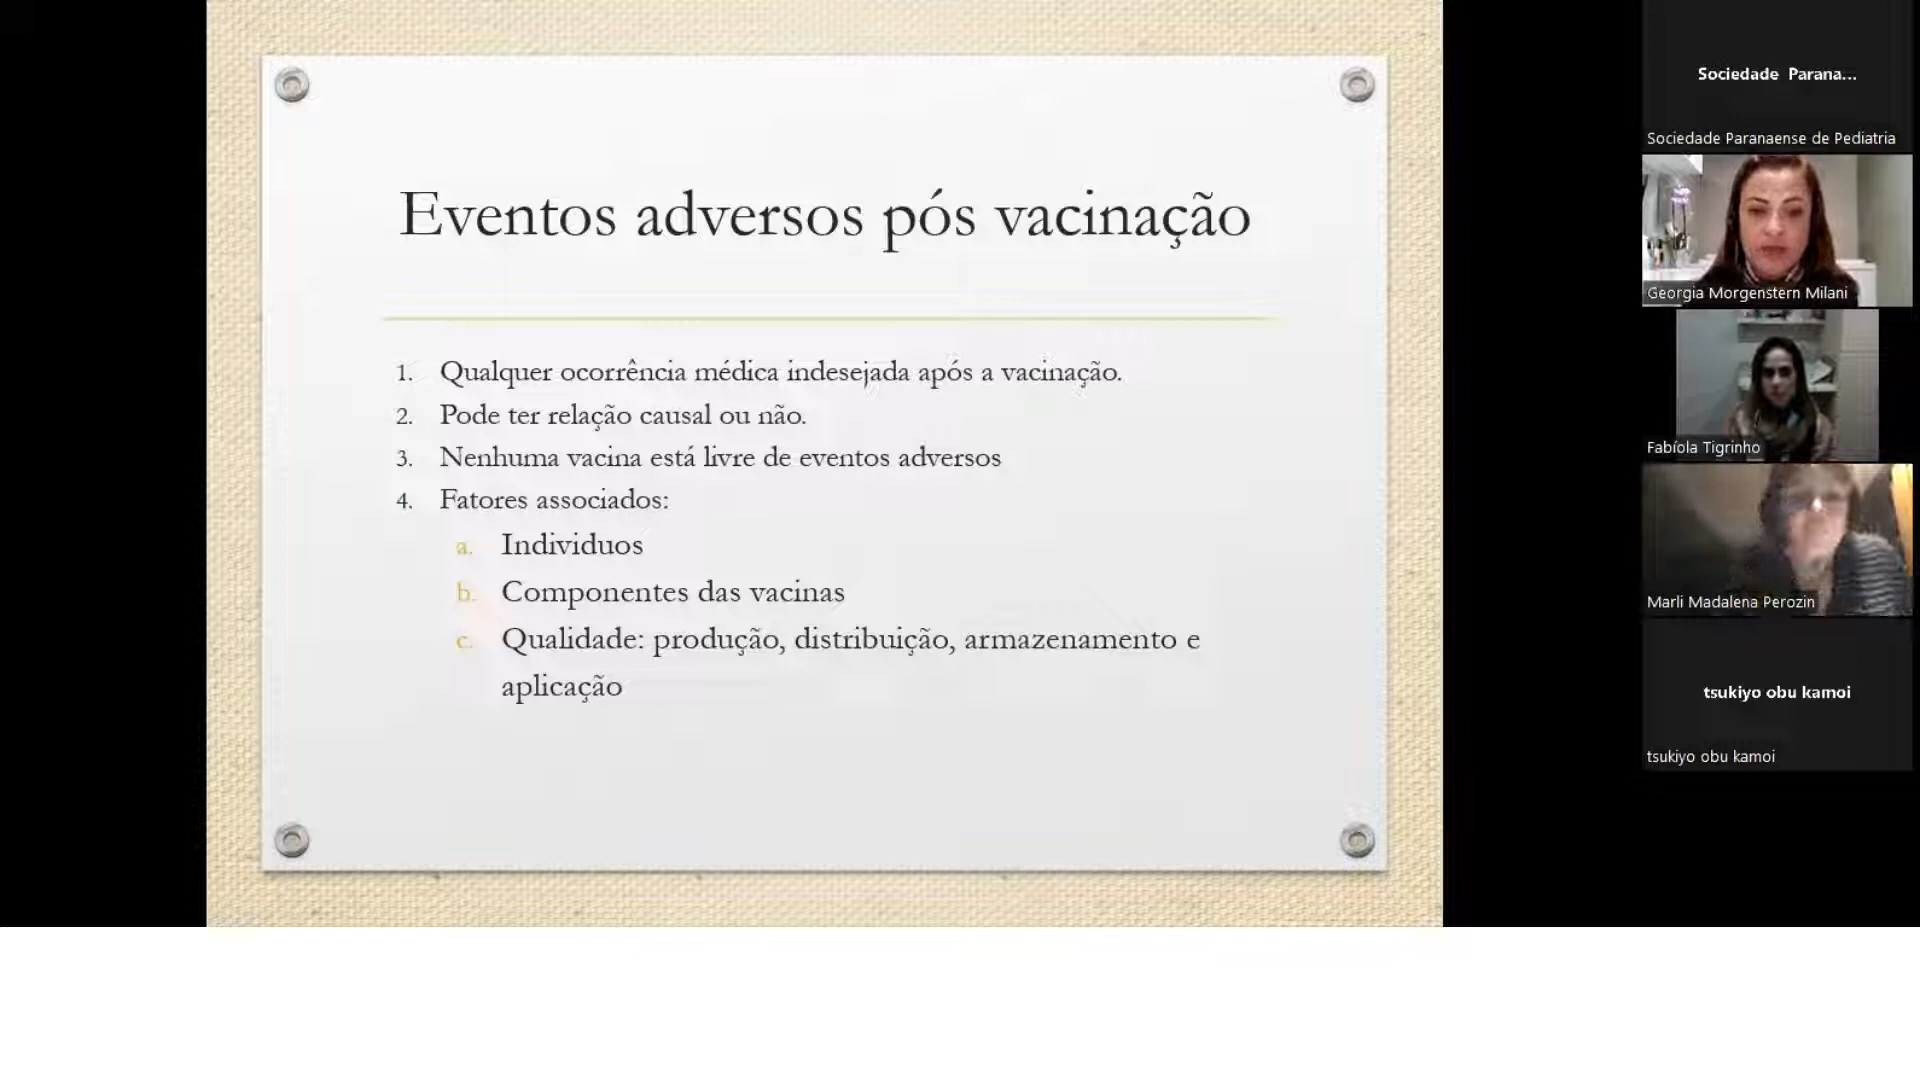 Eventos adversos pós vacinação
1. Qualquer ocorrência médica indesejada após a vacinação.
2. Pode ter relação causal ou não.
3. Nenhuma vacina está livre de eventos adversos
4. Fatores associados:
a. Individuos
b. Componentes das vacinas
c. Qualidade: produção, distribuição, armazenamento e
aplicação
Sociedade Parana...
Sociedade Paranaense de Pediatria
Georgia Morgenstern Milani
Fabíola Tigrinho
Marli Madalena Perozin
tsukiyo obu kamoi
tsukiyo obu kamoi